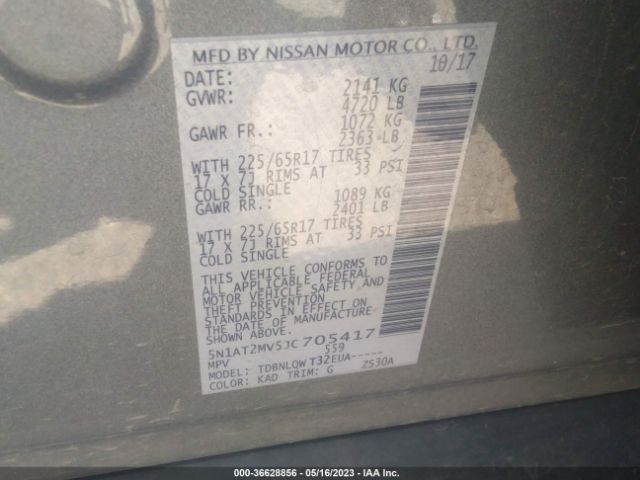 MFD BY NISSAN MOTOR CO., LTD.
DATE: 10/17
GVWR: 2141 KG
4720 LB
GAWR FR.: 1072 KG
2363 LB
WITH 225/65R17 TIRES
17 X 7J RIMS AT 33 PSI
COLD SINGLE
GAWR RR.: 1089 KG
2401 LB
WITH 225/65R17 TIRES
17 X 7J RIMS AT 33 PSI
COLD SINGLE
THIS VEHICLE CONFORMS TO
ALL APPLICABLE FEDERAL
MOTOR VEHICLE SAFETY AND
THEFT PREVENTION
STANDARDS IN EFFECT ON
THE DATE OF MANUFACTURE
SHOWN ABOVE.
5N1AT2MV5JC705417
MPV 559
MODEL: TDBNLQWT32EUA-----
COLOR: KAD TRIM: G ZS30A
000-36628856 - 05/16/2023 - IAA Inc.